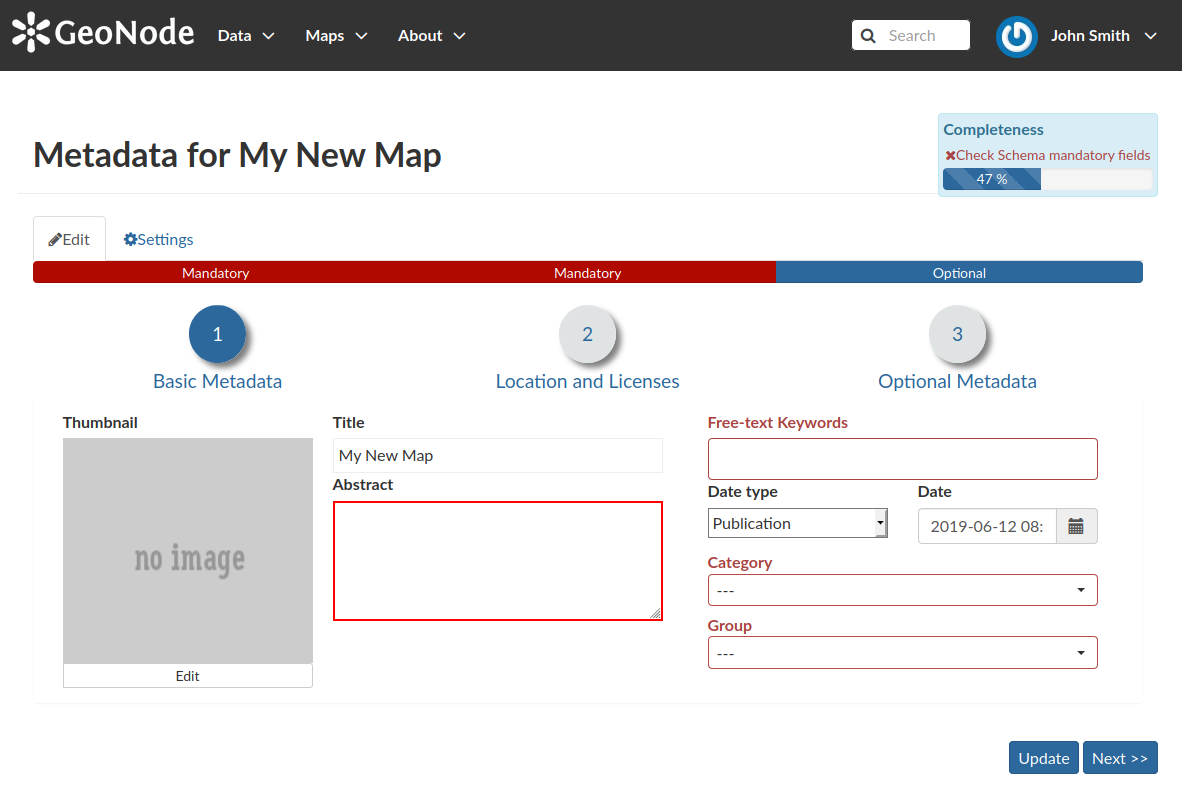 GeoNode Data Maps About Search John Smith
Completeness
Metadata for My New Map
Check Schema mandatory fields
47 %
Edit Settings
Mandatory Mandatory Optional
1 2 3
Basic Metadata Location and Licenses Optional Metadata
Thumbnail Title Free-text Keywords
My New Map
Abstract Date type Date
Publication 2019-06-12 08:
no image
Category
---
Group
---
Edit
Update Next >>